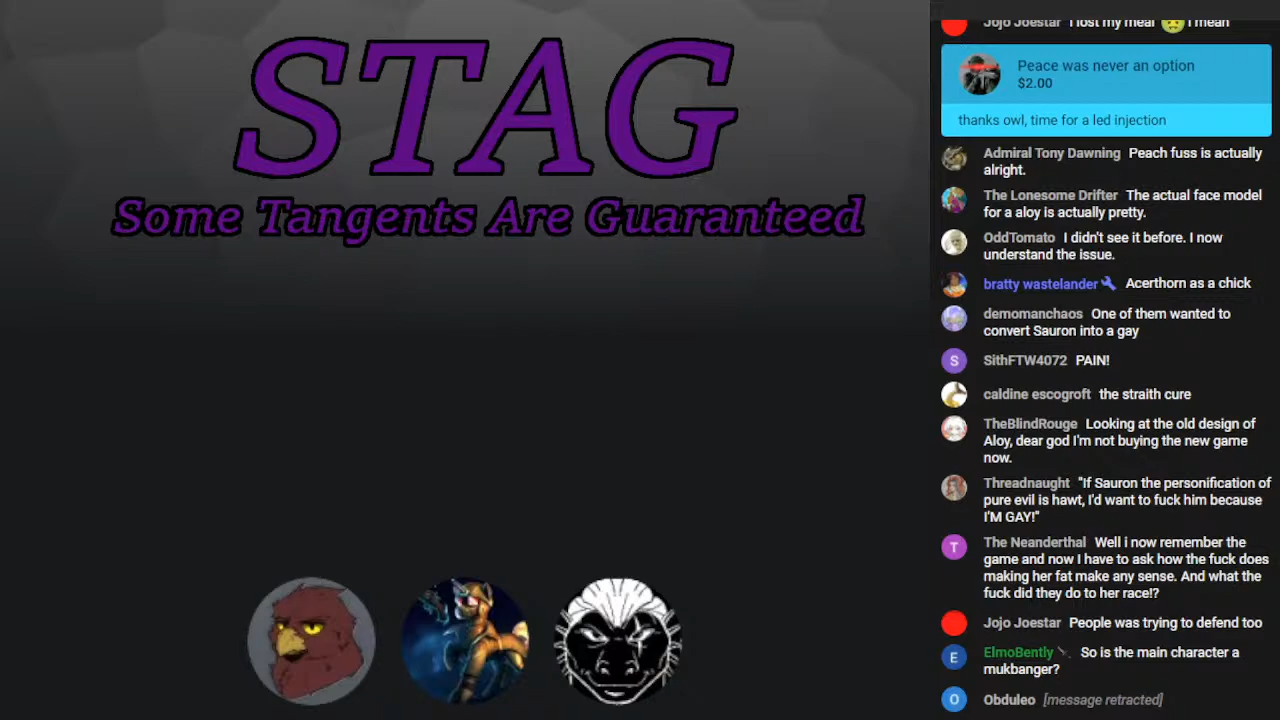 STAG
Some Tangents Are Guaranteed
Jojo Joestar I lost my meal I mean
Peace was never an option
$2.00
thanks owl, time for a led injection
Admiral Tony Dawning Peach fuss is actually
alright.
The Lonesome Drifter The actual face model
for a aloy is actually pretty.
OddTomato I didn't see it before. I now
understand the issue.
bratty wastelander Acerthorn as a chick
demomanchaos One of them wanted to
convert Sauron into a gay
S
SithFTW4072 PAIN!
caldine escogroft the straith cure
TheBlindRouge Looking at the old design of
Aloy, dear god I'm not buying the new game
now.
Threadnaught "If Sauron the personification of
pure evil is hawt, I'd want to fuck him because
I'M GAY!"
T
The Neanderthal Well i now remember the
game and now I have to ask how the fuck does
making her fat make any sense. And what the
fuck did they do to her race!?
Jojo Joestar People was trying to defend too
E
ElmoBently So is the main character a
mukbanger?
O
Obduleo [message retracted]